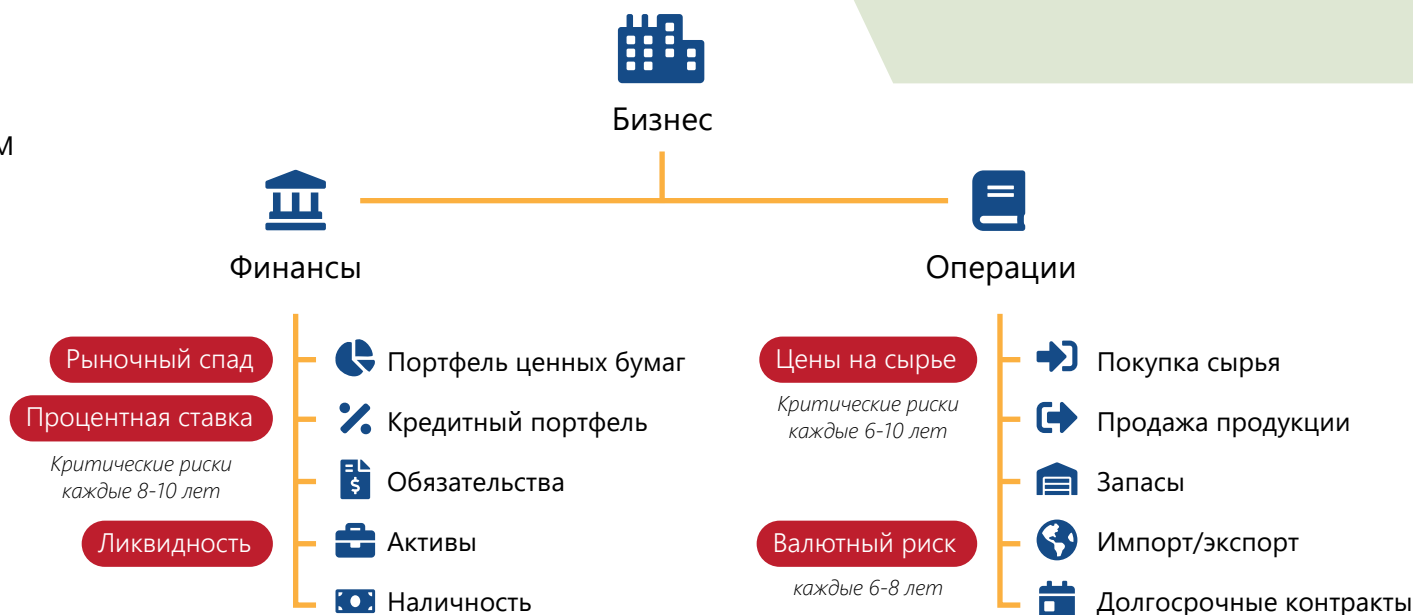 Бизнес
м
Финансы
Операции
Рыночный спад
Портфель ценных бумаг
Процентная ставка
Кредитный портфель
Критические риски
каждые 8-10 лет
Обязательства
Ликвидность
Активы
Наличность
Цены на сырье
Покупка сырья
Критические риски
каждые 6-10 лет
Продажа продукции
Запасы
Валютный риск
Импорт/экспорт
каждые 6-8 лет
Долгосрочные контракты